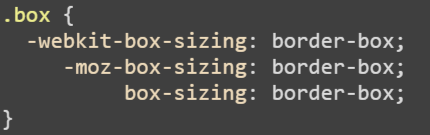 .box {
  -webkit-box-sizing: border-box;
     -moz-box-sizing: border-box;
          box-sizing: border-box;
}